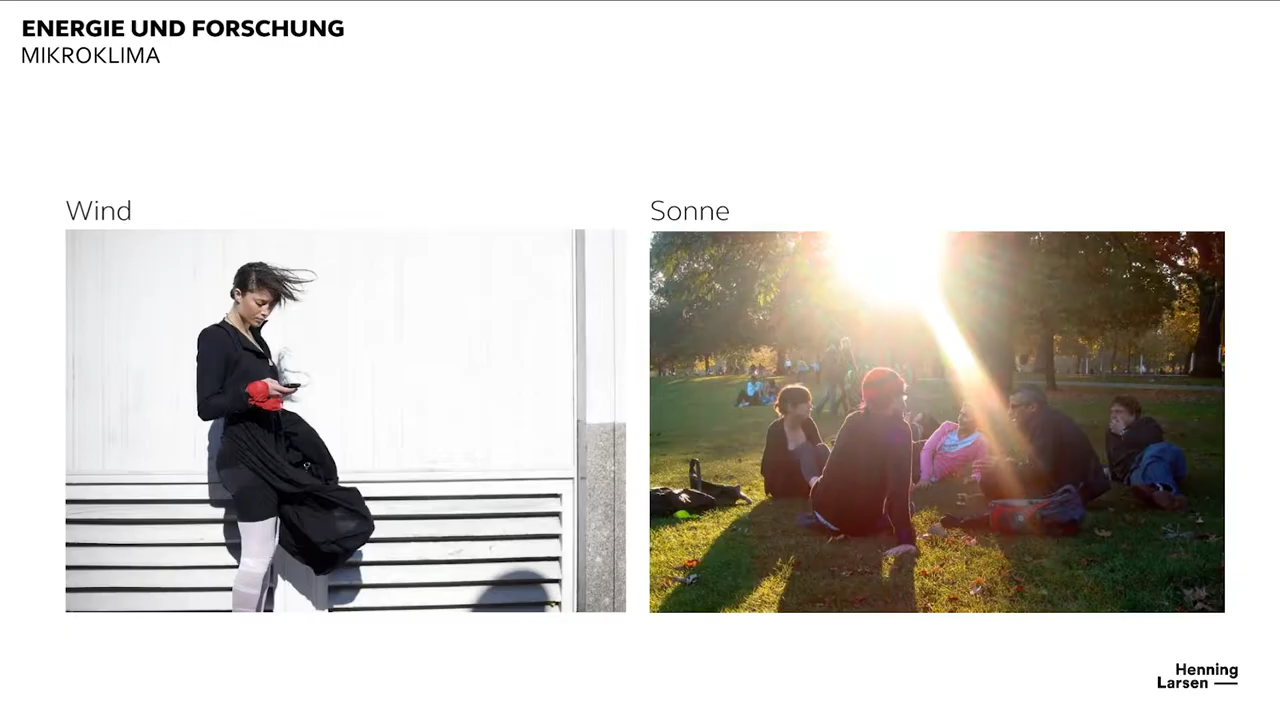 ENERGIE UND FORSCHUNG
MIKROKLIMA
Wind
Sonne
Henning
Larsen